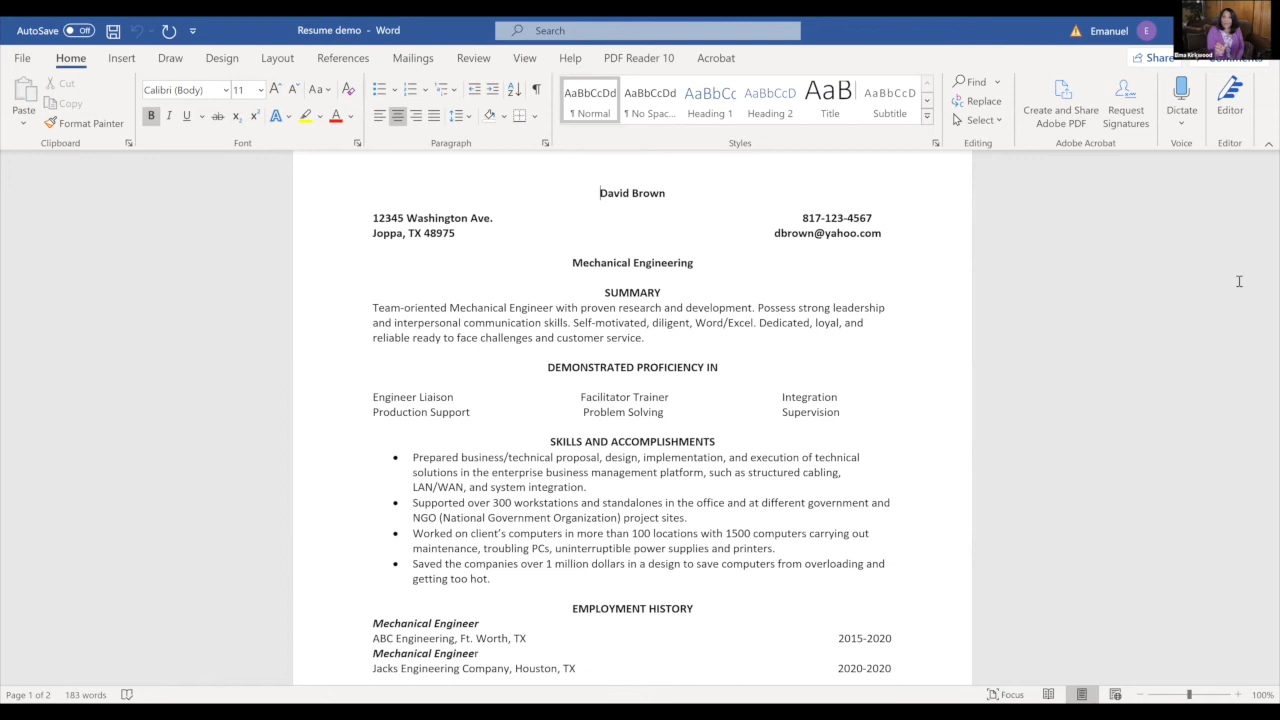 AutoSave Off
Resume demo - Word
Search
Emanuel E
Elma Kirkwood
File Home Insert Draw Design Layout References Mailings Review View Help PDF Reader 10 Acrobat Share Comments
Paste
Cut
Copy
Format Painter
Clipboard
Calibri (Body) 11
Font
Paragraph
AaBbCcDd AaBbCcDd AaBbCc AaBbCcD AaB AaBbCcD
¶ Normal ¶ No Spac... Heading 1 Heading 2 Title Subtitle
Styles
Find
Replace
Select
Editing
Create and Share Adobe PDF
Request Signatures
Adobe Acrobat
Dictate
Voice
Editor
Editor
David Brown
12345 Washington Ave. 817-123-4567
Joppa, TX 48975 dbrown@yahoo.com
Mechanical Engineering
SUMMARY
Team-oriented Mechanical Engineer with proven research and development. Possess strong leadership
and interpersonal communication skills. Self-motivated, diligent, Word/Excel. Dedicated, loyal, and
reliable ready to face challenges and customer service.
DEMONSTRATED PROFICIENCY IN
Engineer Liaison Facilitator Trainer Integration
Production Support Problem Solving Supervision
SKILLS AND ACCOMPLISHMENTS
• Prepared business/technical proposal, design, implementation, and execution of technical
solutions in the enterprise business management platform, such as structured cabling,
LAN/WAN, and system integration.
• Supported over 300 workstations and standalones in the office and at different government and
NGO (National Government Organization) project sites.
• Worked on client's computers in more than 100 locations with 1500 computers carrying out
maintenance, troubling PCs, uninterruptible power supplies and printers.
• Saved the companies over 1 million dollars in a design to save computers from overloading and
getting too hot.
EMPLOYMENT HISTORY
Mechanical Engineer
ABC Engineering, Ft. Worth, TX 2015-2020
Mechanical Engineer
Jacks Engineering Company, Houston, TX 2020-2020
Page 1 of 2 183 words
Focus
100%